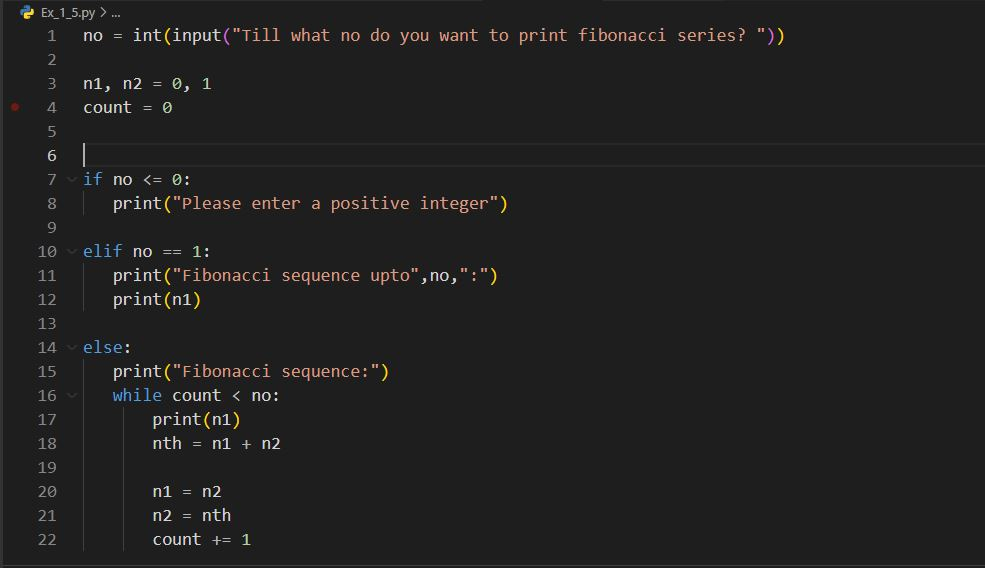 Ex_1_5.py > ...
1 no = int(input("Till what no do you want to print fibonacci series? "))
2
3 n1, n2 = 0, 1
4 count = 0
5
6
7 if no <= 0:
8    print("Please enter a positive integer")
9
10 elif no == 1:
11    print("Fibonacci sequence upto",no,":")
12    print(n1)
13
14 else:
15    print("Fibonacci sequence:")
16    while count < no:
17        print(n1)
18        nth = n1 + n2
19
20        n1 = n2
21        n2 = nth
22        count += 1